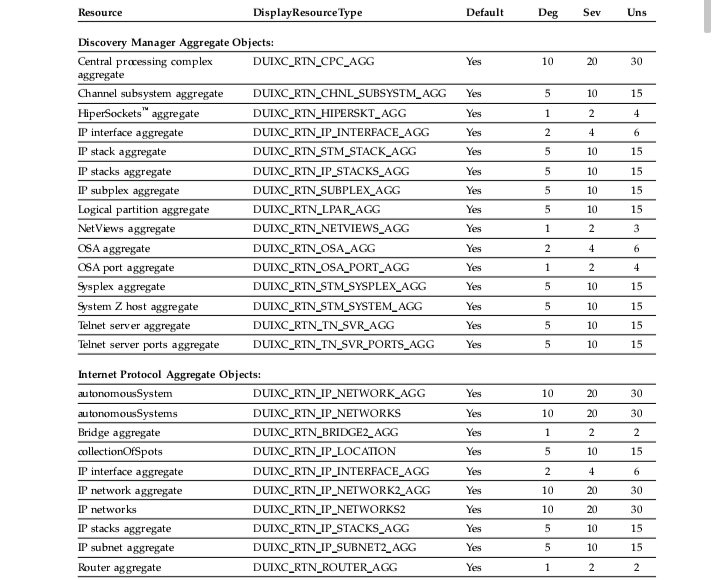 Resource DisplayResourceType Default Deg Sev Uns
Discovery Manager Aggregate Objects:
Central processing complex DUIXC_RTN_CPC_AGG Yes 10 20 30
aggregate
Channel subsystem aggregate DUIXC_RTN_CHNL_SUBSYSTM_AGG Yes 5 10 15
HiperSockets™ aggregate DUIXC_RTN_HIPERSKT_AGG Yes 1 2 4
IP interface aggregate DUIXC_RTN_IP_INTERFACE_AGG Yes 2 4 6
IP stack aggregate DUIXC_RTN_STM_STACK_AGG Yes 5 10 15
IP stacks aggregate DUIXC_RTN_IP_STACKS_AGG Yes 5 10 15
IP subplex aggregate DUIXC_RTN_SUBPLEX_AGG Yes 5 10 15
Logical partition aggregate DUIXC_RTN_LPAR_AGG Yes 5 10 15
NetViews aggregate DUIXC_RTN_NETVIEWS_AGG Yes 1 2 3
OSA aggregate DUIXC_RTN_OSA_AGG Yes 2 4 6
OSA port aggregate DUIXC_RTN_OSA_PORT_AGG Yes 1 2 4
Sysplex aggregate DUIXC_RTN_STM_SYSPLEX_AGG Yes 5 10 15
System Z host aggregate DUIXC_RTN_STM_SYSTEM_AGG Yes 5 10 15
Telnet server aggregate DUIXC_RTN_TN_SVR_AGG Yes 5 10 15
Telnet server ports aggregate DUIXC_RTN_TN_SVR_PORTS_AGG Yes 5 10 15
Internet Protocol Aggregate Objects:
autonomousSystem DUIXC_RTN_IP_NETWORK_AGG Yes 10 20 30
autonomousSystems DUIXC_RTN_IP_NETWORKS Yes 10 20 30
Bridge aggregate DUIXC_RTN_BRIDGE2_AGG Yes 1 2 2
collectionOfSpots DUIXC_RTN_IP_LOCATION Yes 5 10 15
IP interface aggregate DUIXC_RTN_IP_INTERFACE_AGG Yes 2 4 6
IP network aggregate DUIXC_RTN_IP_NETWORK2_AGG Yes 10 20 30
IP networks DUIXC_RTN_IP_NETWORKS2 Yes 10 20 30
IP stacks aggregate DUIXC_RTN_IP_STACKS_AGG Yes 5 10 15
IP subnet aggregate DUIXC_RTN_IP_SUBNET2_AGG Yes 5 10 15
Router aggregate DUIXC_RTN_ROUTER_AGG Yes 1 2 2